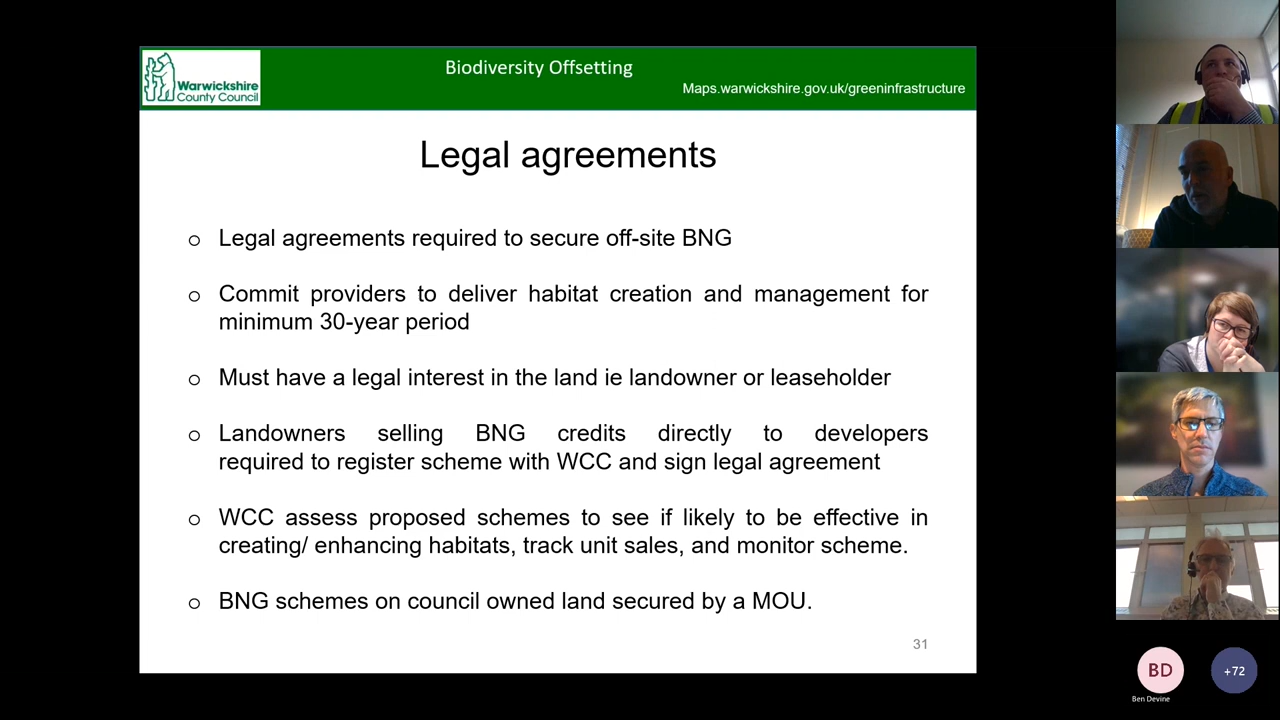 Warwickshire
County Council
Biodiversity Offsetting
Maps.warwickshire.gov.uk/greeninfrastructure
Legal agreements
Legal agreements required to secure off-site BNG
Commit providers to deliver habitat creation and management for
minimum 30-year period
Must have a legal interest in the land ie landowner or leaseholder
Landowners selling BNG credits directly to developers
required to register scheme with WCC and sign legal agreement
WCC assess proposed schemes to see if likely to be effective in
creating/ enhancing habitats, track unit sales, and monitor scheme.
BNG schemes on council owned land secured by a MOU.
31
BD
Ben Devine
+72